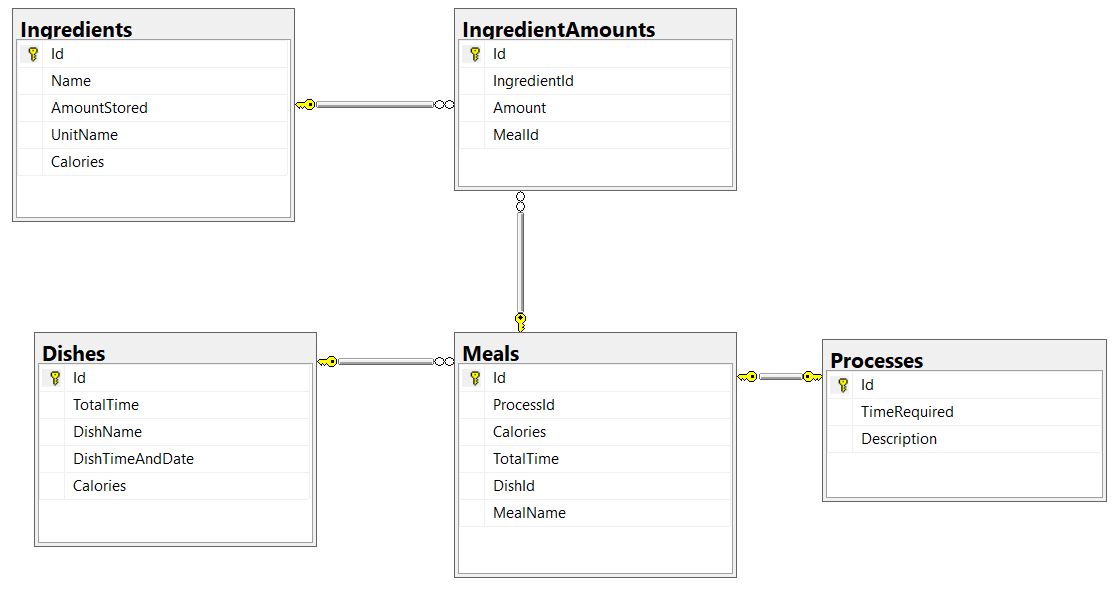 Ingredients
Id
Name
AmountStored
UnitName
Calories
IngredientAmounts
Id
IngredientId
Amount
MealId
Dishes
Id
TotalTime
DishName
DishTimeAndDate
Calories
Meals
Id
ProcessId
Calories
TotalTime
DishId
MealName
Processes
Id
TimeRequired
Description